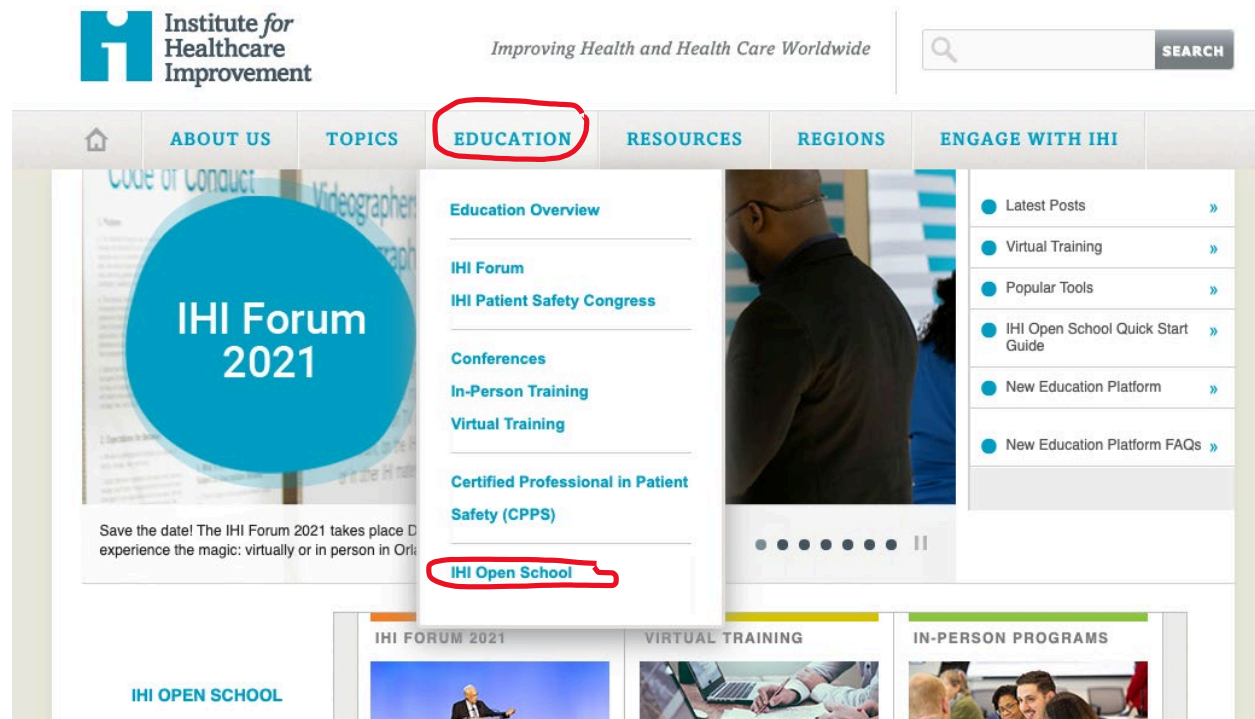 Institute for
Healthcare
Improvement
Improving Health and Health Care Worldwide
SEARCH
ABOUT US
TOPICS
EDUCATION
RESOURCES
REGIONS
ENGAGE WITH IHI
Code of Conduct
IHI Forum
2021
Education Overview
IHI Forum
IHI Patient Safety Congress
Conferences
In-Person Training
Virtual Training
Certified Professional in Patient
Safety (CPPS)
IHI Open School
Latest Posts »
Virtual Training »
Popular Tools »
IHI Open School Quick Start »
Guide
New Education Platform »
New Education Platform FAQs »
Save the date! The IHI Forum 2021 takes place
experience the magic: virtually or in person in
IHI OPEN SCHOOL
IHI FORUM 2021
VIRTUAL TRAINING
IN-PERSON PROGRAMS